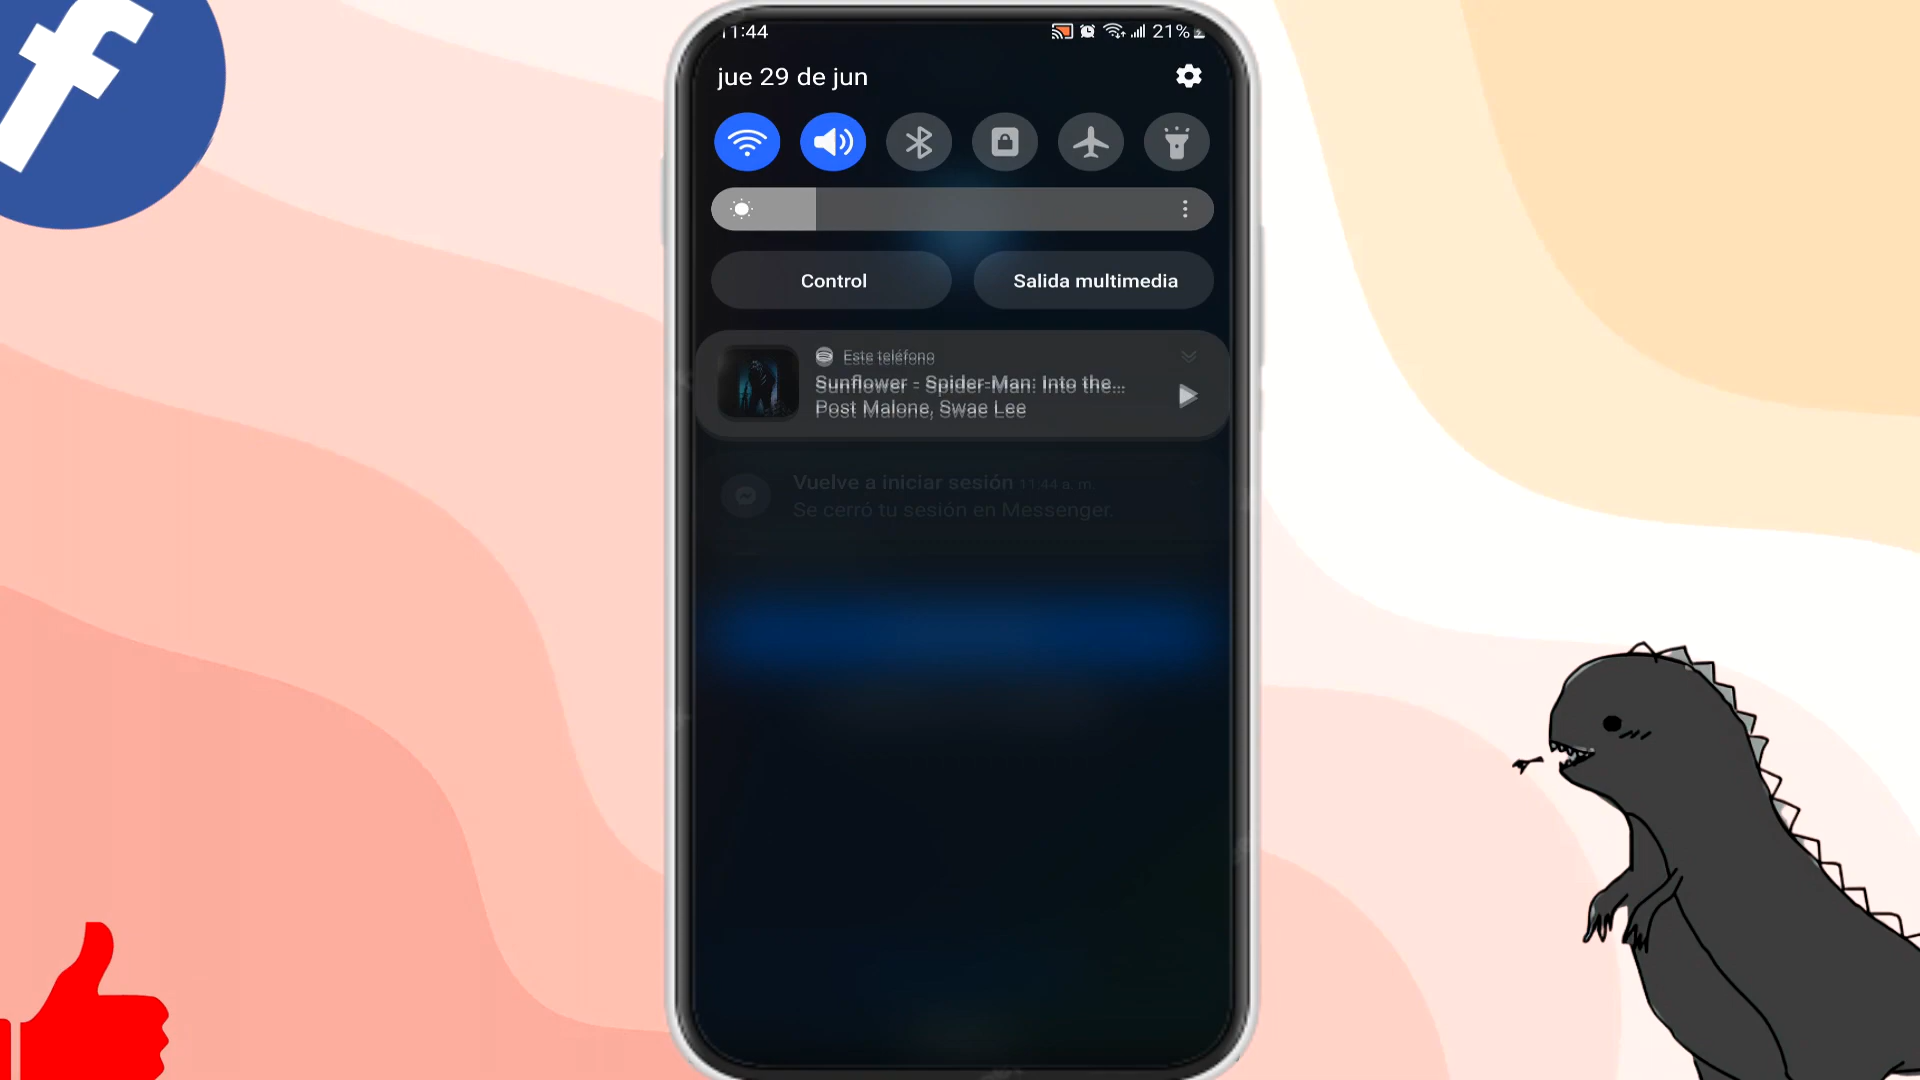 11:44 21%
jue 29 de jun
Control Salida multimedia
Este teléfono
Sunflower - Spider-Man: Into the...
Post Malone, Swae Lee
Vuelve a iniciar sesión 11:44 a. m.
Se cerró tu sesión en Messenger.